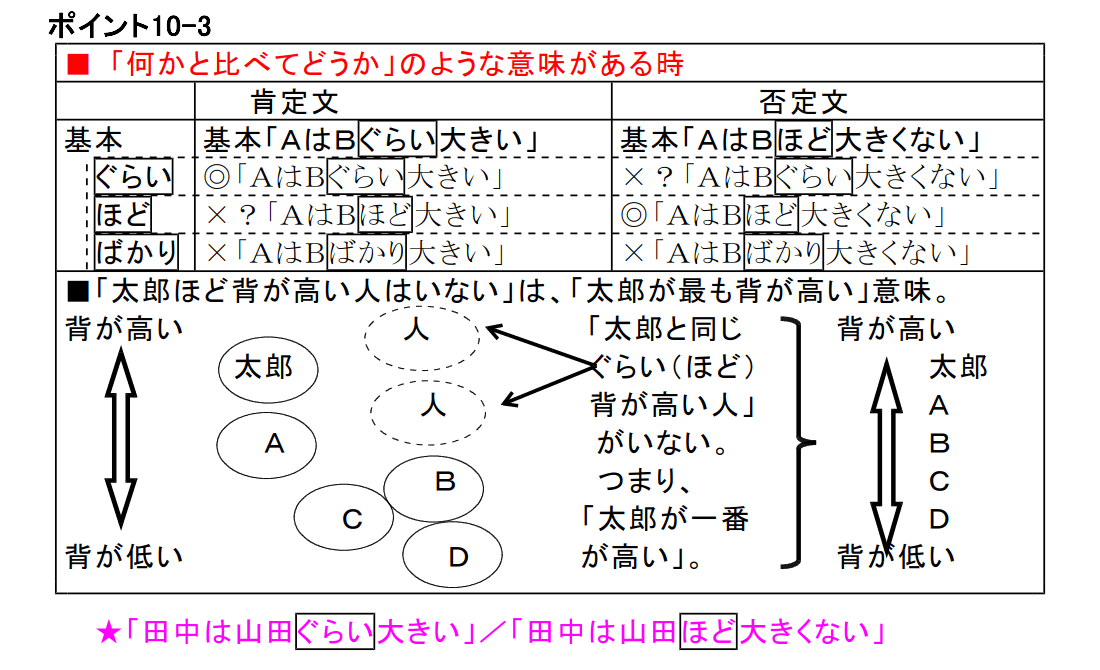 ポイント10-3
■ 「何かと比べてどうか」のような意味がある時
肯定文 否定文
基本 基本「AはBぐらい大きい」 基本「AはBほど大きくない」
ぐらい ◎「AはBぐらい大きい」 ×?「AはBぐらい大きくない」
ほど ×?「AはBほど大きい」 ◎「AはBほど大きくない」
ばかり ×「AはBばかり大きい」 ×「AはBばかり大きくない」
■「太郎ほど背が高い人はいない」は、「太郎が最も背が高い」意味。
背が高い 人 「太郎と同じ 背が高い
太郎 ぐらい(ほど) 太郎
人 背が高い人」 A
A がいない。 B
B つまり、 C
C 「太郎が一番 D
背が低い D が高い」。 背が低い
★「田中は山田ぐらい大きい」/「田中は山田ほど大きくない」